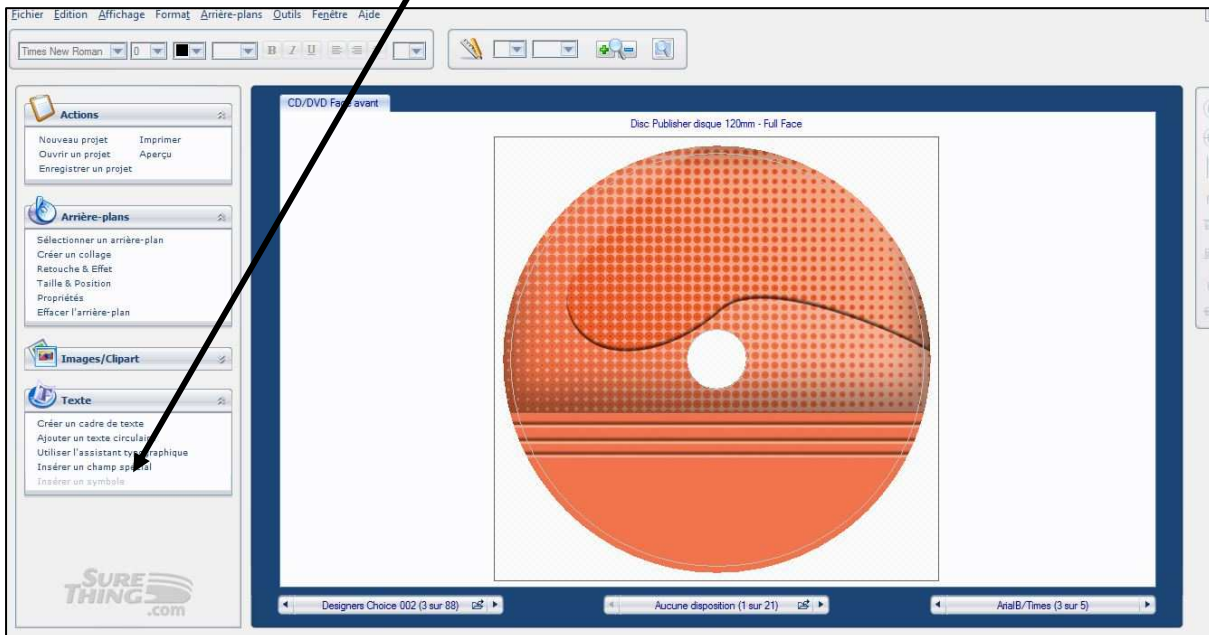 Fichier Edition Affichage Format Arrière-plans Outils Fenêtre Ajde
Times New Roman 0 B I U
Actions
Nouveau projet Imprimer
Ouvrir un projet Aperçu
Enregistrer un projet
Arrière-plans
Sélectionner un arrière-plan
Créer un collage
Retouche & Effet
Taille & Position
Propriétés
Effacer l'arrière-plan
Images/Clipart
Texte
Créer un cadre de texte
Ajouter un texte circulaire
Utiliser l'assistant typographique
Insérer un champ spécial
Insérer un symbole
SURE
THING
.com
CD/DVD Face avant
Disc Publisher disque 120mm - Full Face
Designers Choice 002 (3 sur 88)
Aucune disposition (1 sur 21)
ArialB/Times (3 sur 5)